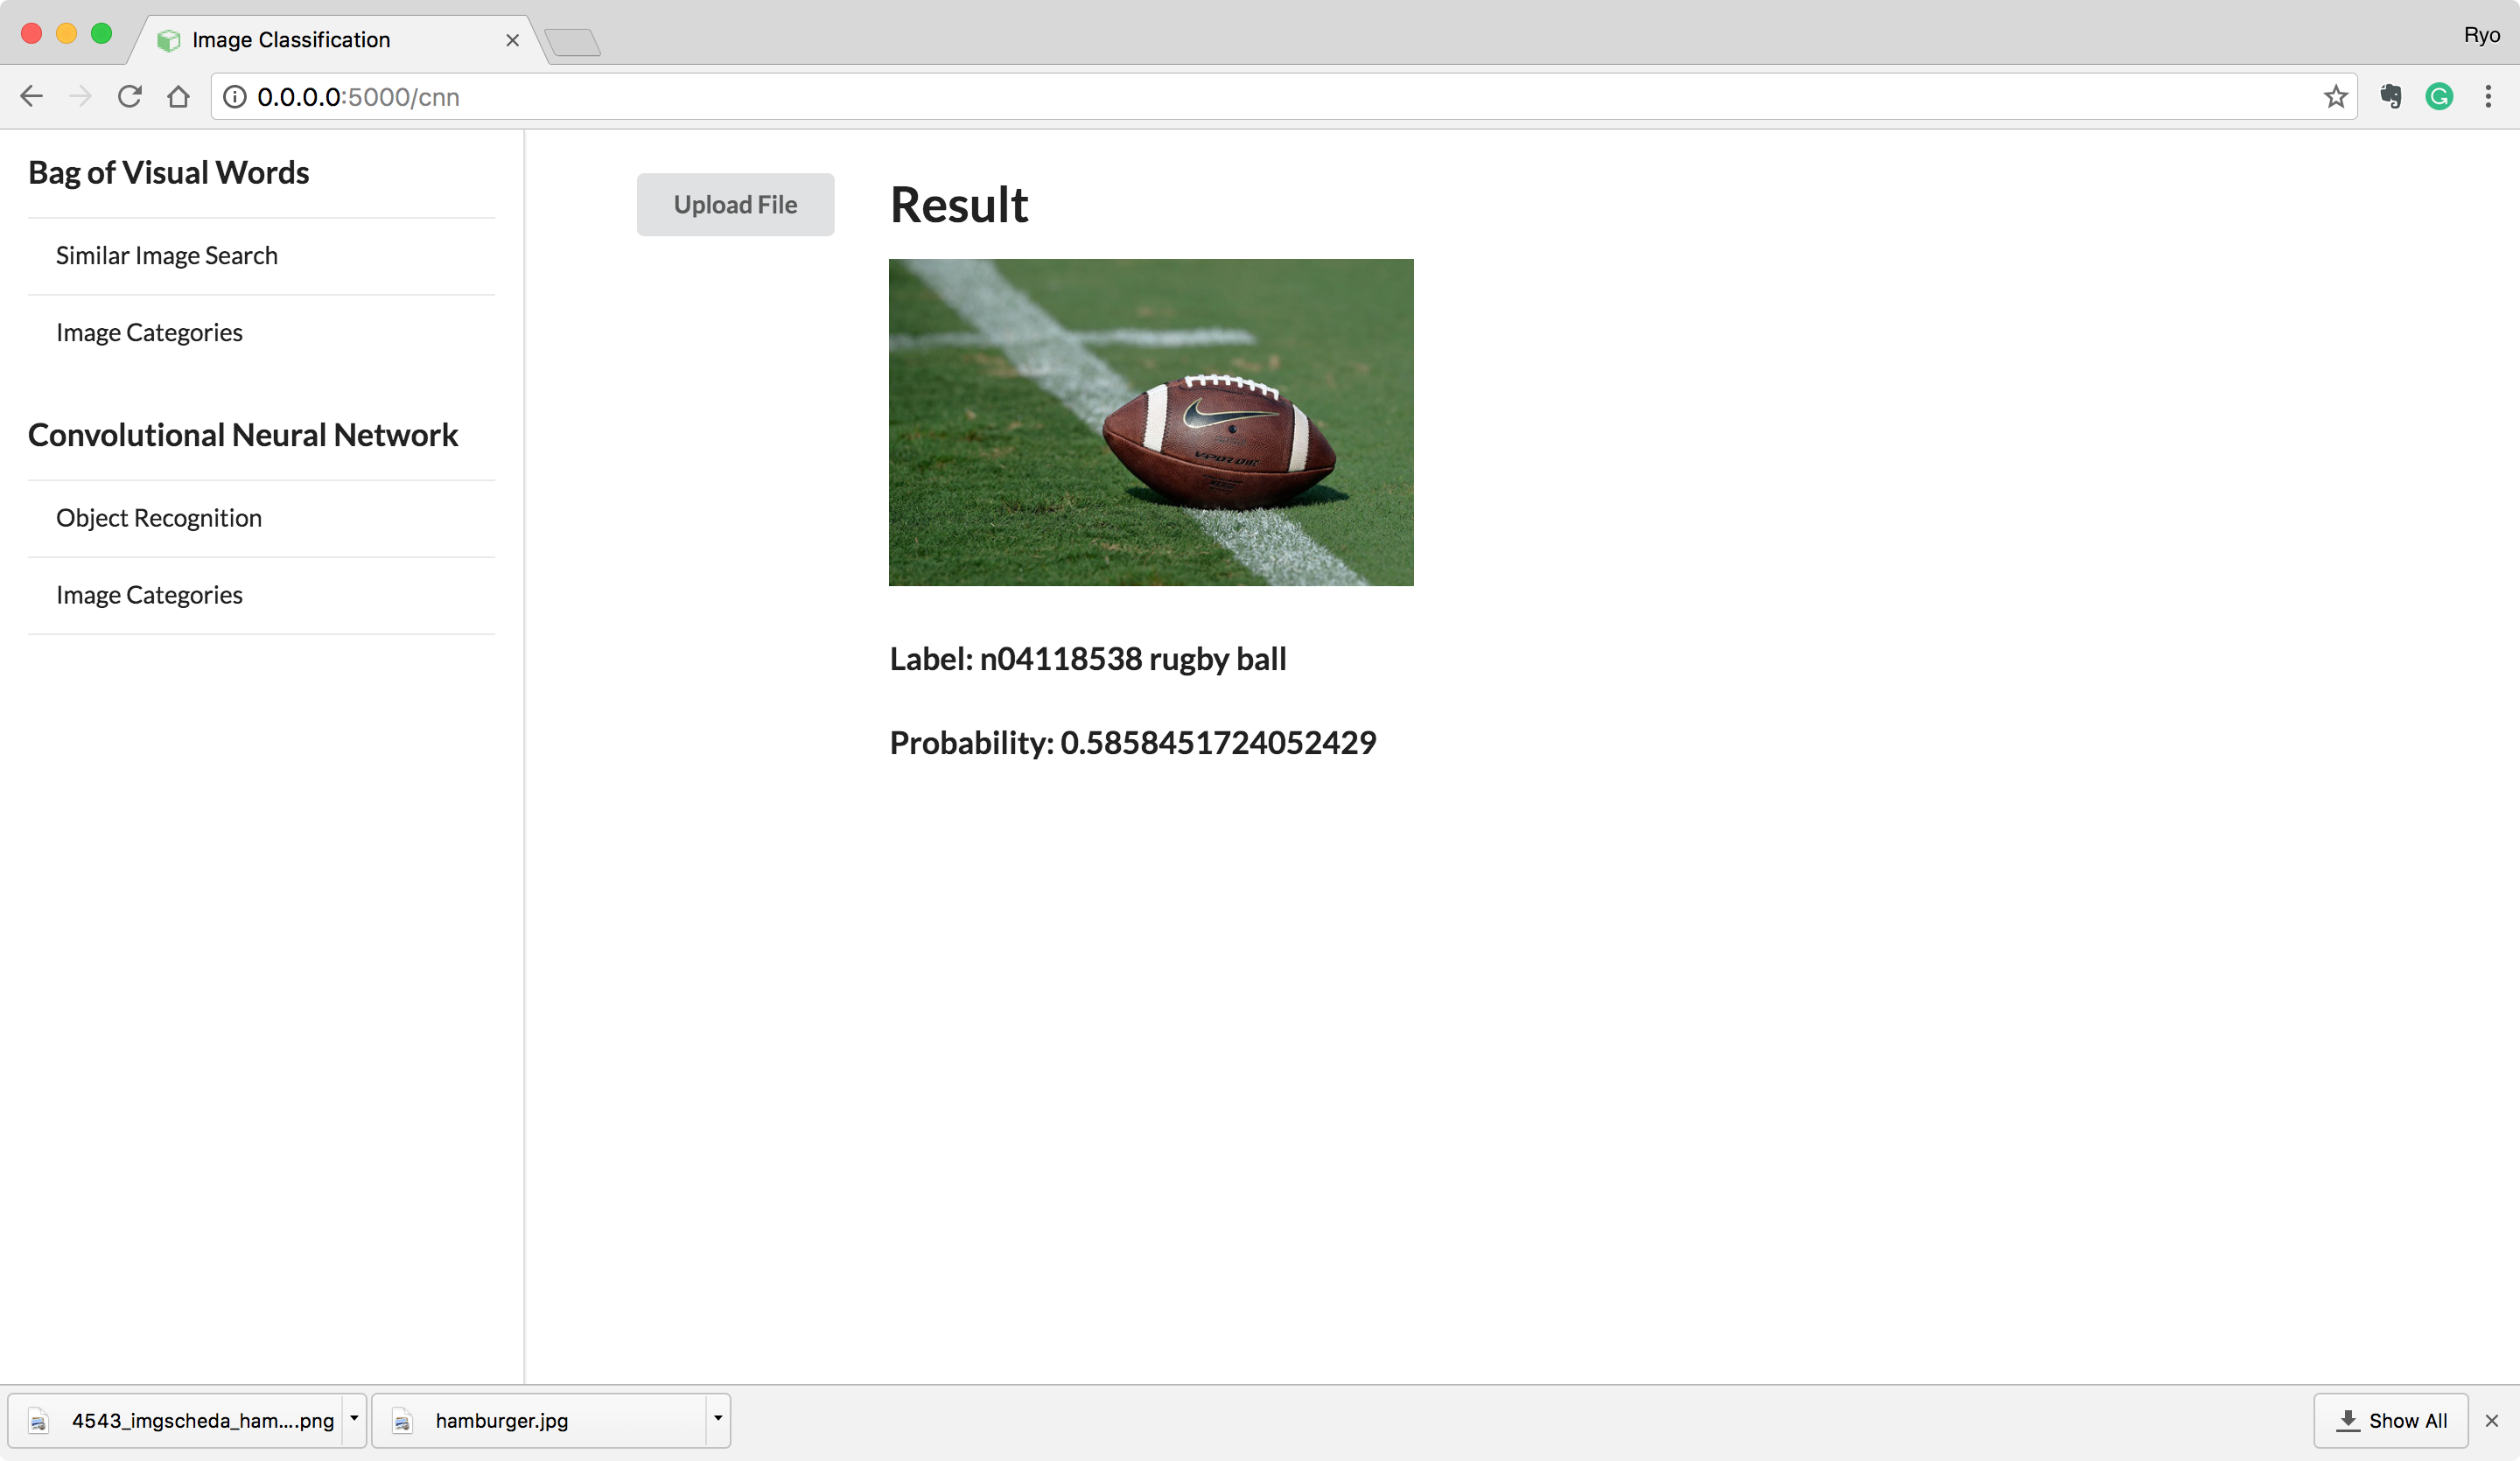 Image Classification
Ryo
0.0.0.0:5000/cnn
Bag of Visual Words
Similar Image Search
Image Categories
Convolutional Neural Network
Object Recognition
Image Categories
Upload File
Result
Label: n04118538 rugby ball
Probability: 0.5858451724052429
4543_imgscheda_ham....png
hamburger.jpg
Show All